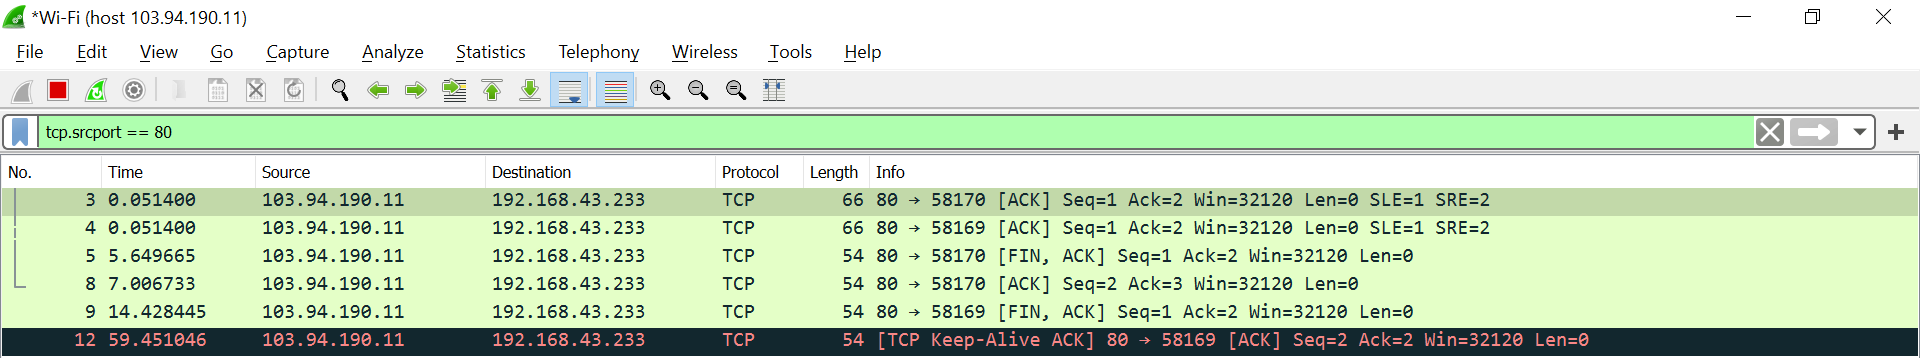 *Wi-Fi (host 103.94.190.11)
File Edit View Go Capture Analyze Statistics Telephony Wireless Tools Help
tcp.srcport == 80
No. Time Source Destination Protocol Length Info
3 0.051400 103.94.190.11 192.168.43.233 TCP 66 80 → 58170 [ACK] Seq=1 Ack=2 Win=32120 Len=0 SLE=1 SRE=2
4 0.051400 103.94.190.11 192.168.43.233 TCP 66 80 → 58169 [ACK] Seq=1 Ack=2 Win=32120 Len=0 SLE=1 SRE=2
5 5.649665 103.94.190.11 192.168.43.233 TCP 54 80 → 58170 [FIN, ACK] Seq=1 Ack=2 Win=32120 Len=0
8 7.006733 103.94.190.11 192.168.43.233 TCP 54 80 → 58170 [ACK] Seq=2 Ack=3 Win=32120 Len=0
9 14.428445 103.94.190.11 192.168.43.233 TCP 54 80 → 58169 [FIN, ACK] Seq=1 Ack=2 Win=32120 Len=0
12 59.451046 103.94.190.11 192.168.43.233 TCP 54 [TCP Keep-Alive ACK] 80 → 58169 [ACK] Seq=2 Ack=2 Win=32120 Len=0